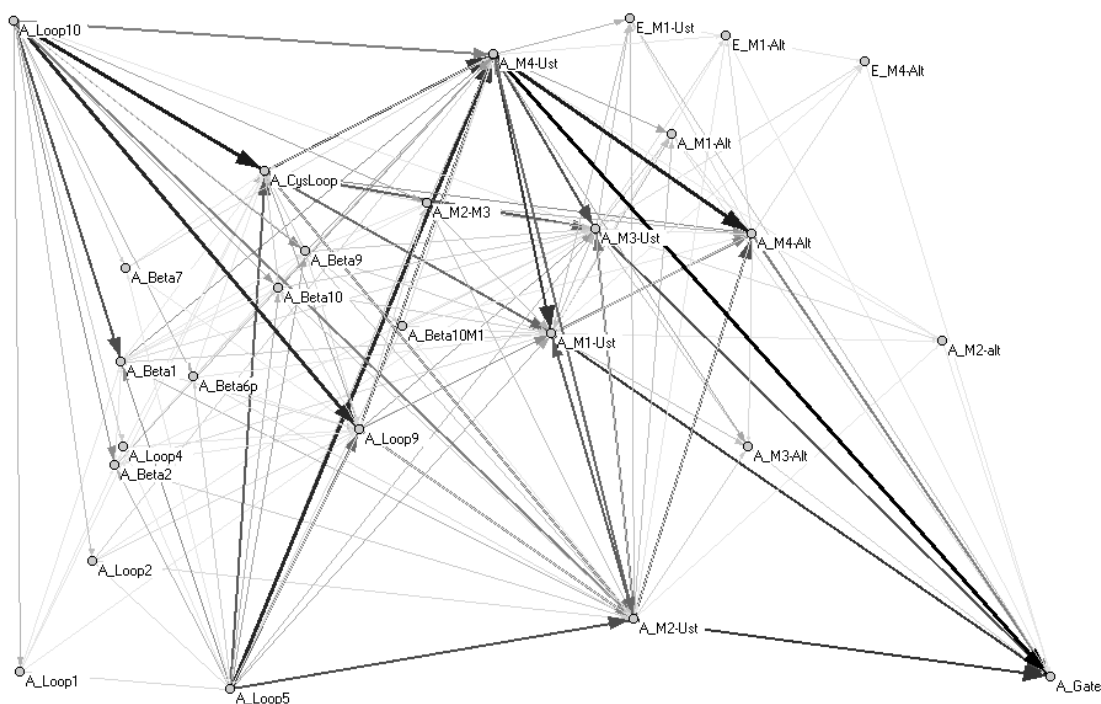 A_Loop10
E_M1-Ust
E_M1-Alt
A_M4-Ust
E_M4-Alt
A_M1-Alt
A_CysLoop
A_M2-M3
A_M3-Ust
A_M4-Alt
A_Beta9
A_Beta7
A_Beta10
A_Beta10M1
A_M1-Ust
A_M2-alt
A_Beta1
A_Beta6p
A_Loop9
A_Loop4
A_M3-Alt
A_Beta2
A_Loop2
A_M2-Ust
A_Loop1
A_Gate
A_Loop5